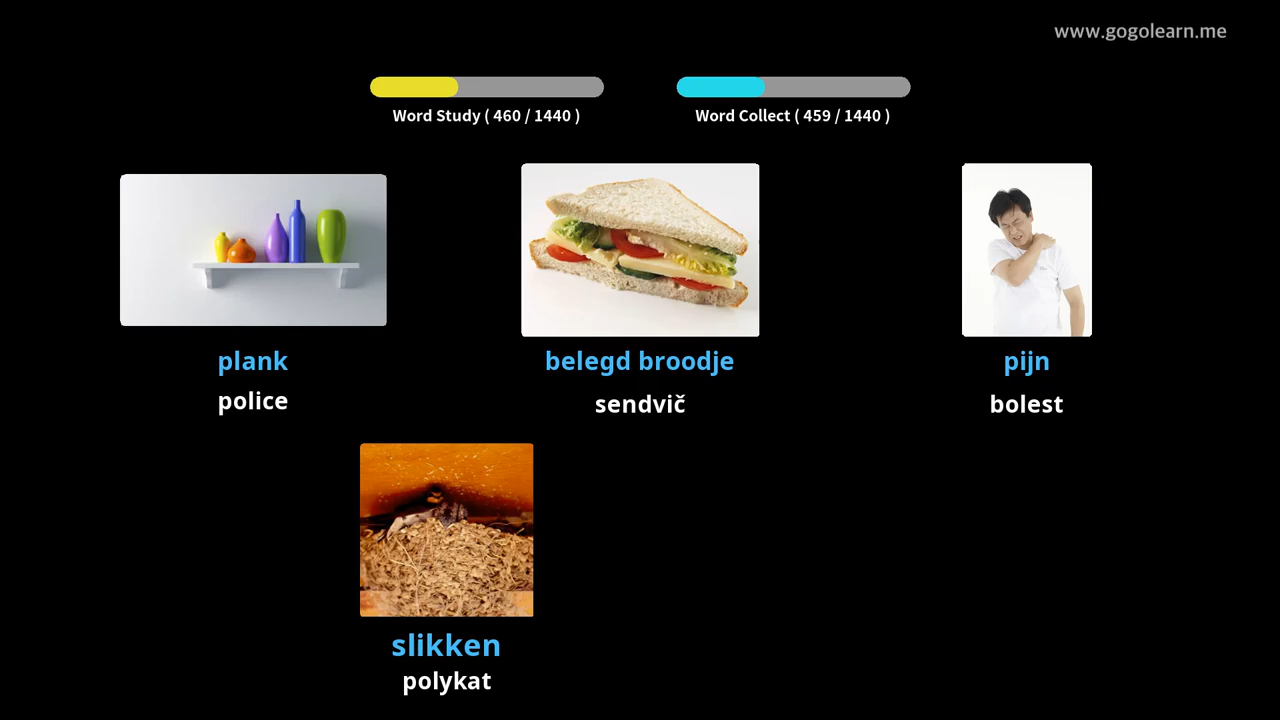 www.gogolearn.me
Word Study ( 460 / 1440 )
Word Collect ( 459 / 1440 )
plank
belegd broodje
pijn
police
sendvič
bolest
slikken
polykat